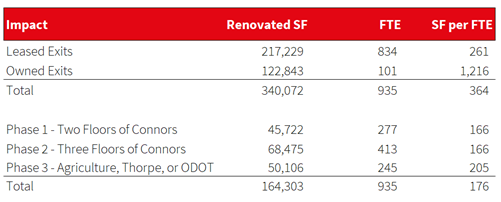 Impact Renovated SF FTE SF per FTE
Leased Exits 217,229 834 261
Owned Exits 122,843 101 1,216
Total 340,072 935 364
Phase 1 - Two Floors of Connors 45,722 277 166
Phase 2 - Three Floors of Connors 68,475 413 166
Phase 3 - Agriculture, Thorpe, or ODOT 50,106 245 205
Total 164,303 935 176